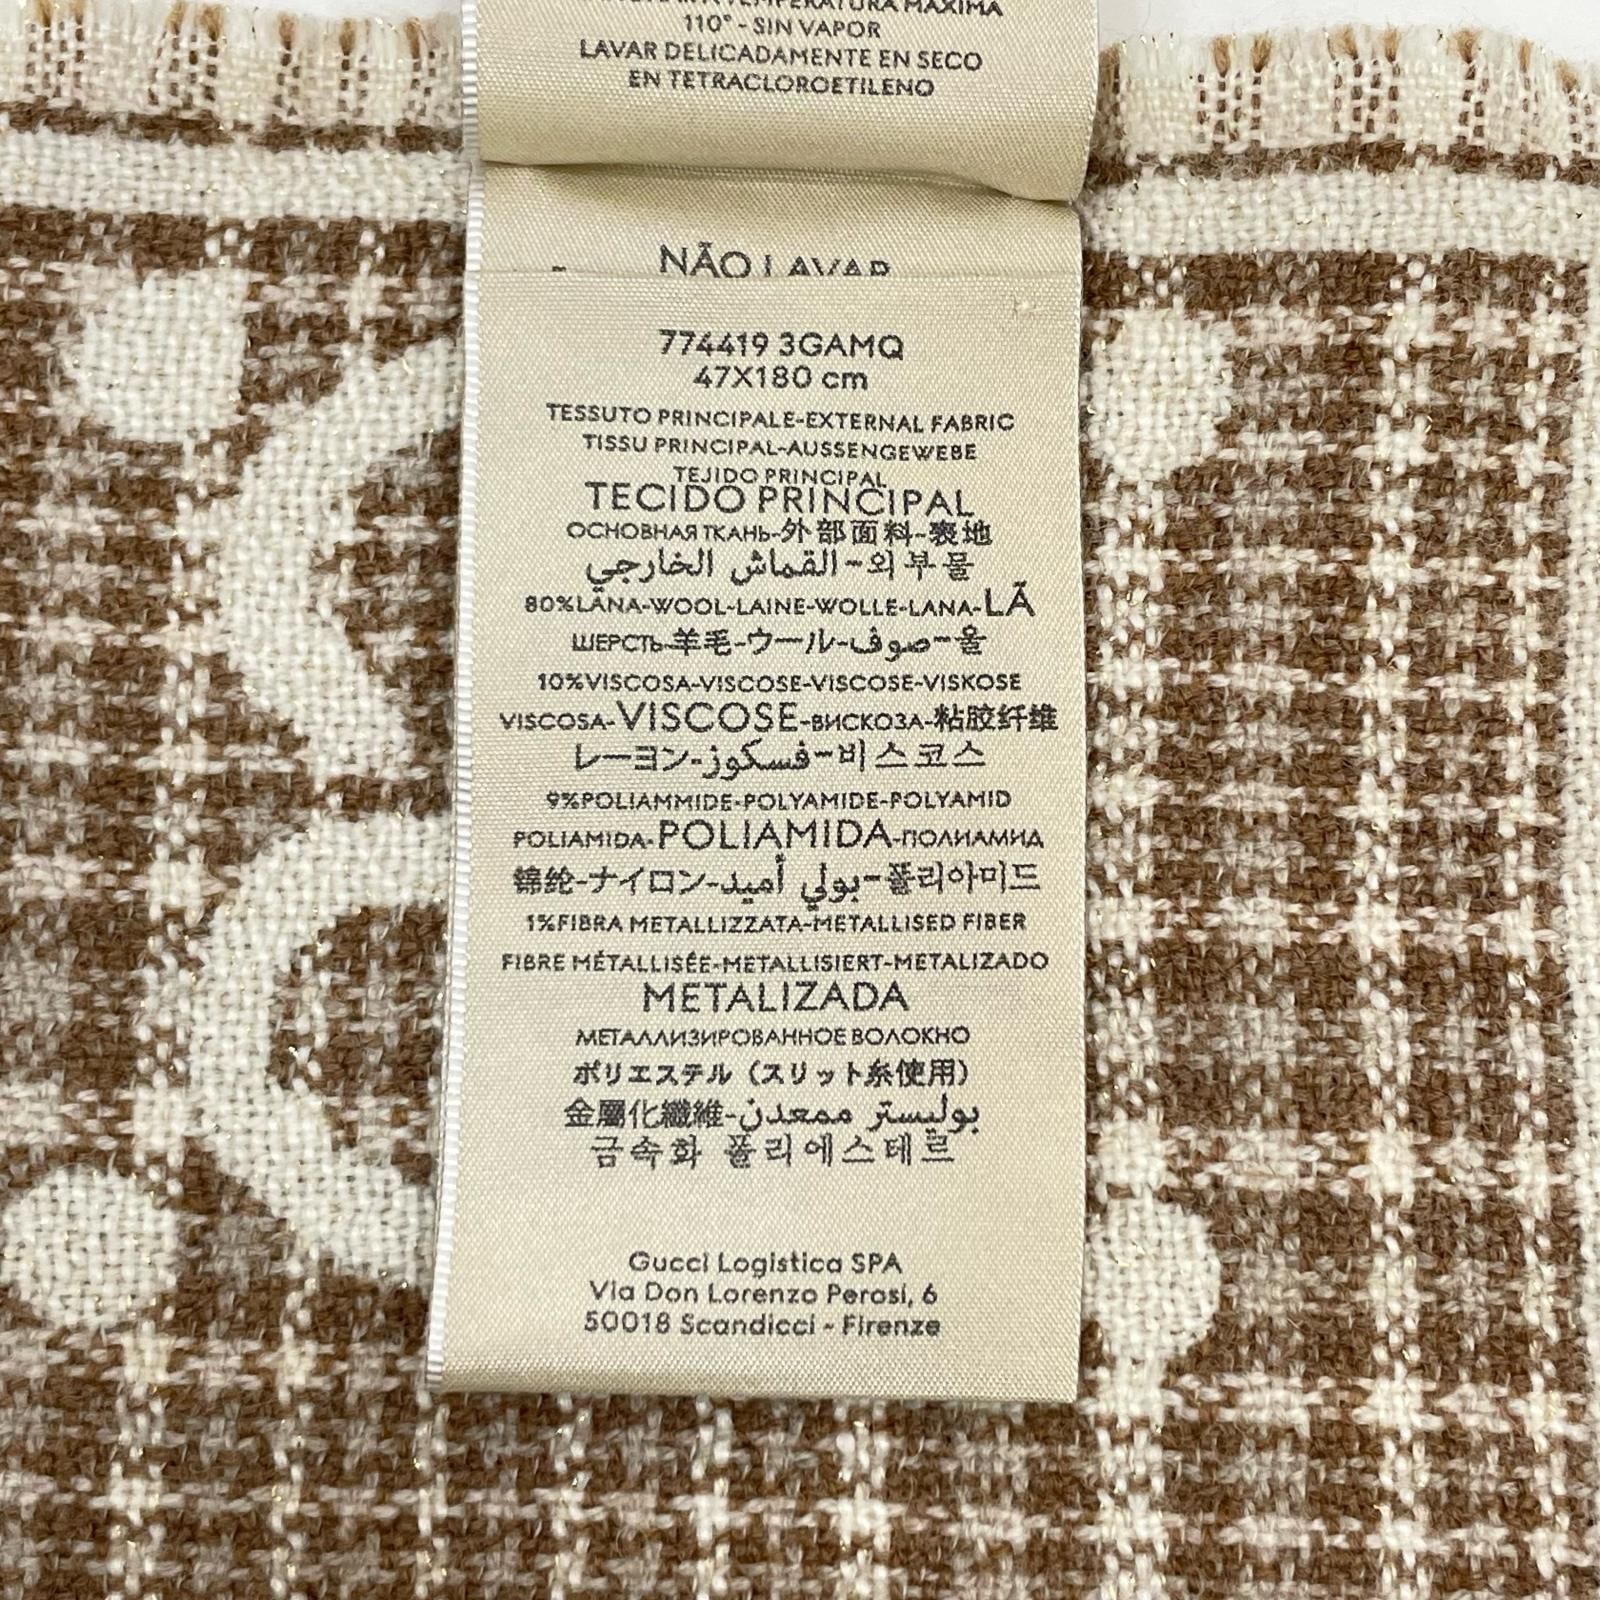 TEMPERATURA MÁXIMA
110° - SIN VAPOR
LAVAR DELICADAMENTE EN SECO
EN TETRACLOROETILENO
NÃO LAVAR
774419 3GAMQ
47X180 cm
TESSUTO PRINCIPALE-EXTERNAL FABRIC
TISSU PRINCIPAL-AUSSENGEWEBE
TEJIDO PRINCIPAL
TECIDO PRINCIPAL
ОСНОВНАЯ ТКАНЬ-外部面料-表地
القماش الخارجي-외부물
80%LANA-WOOL-LAINE-WOLLE-LANA-LÃ
ШЕРСТЬ-羊毛-ウール-صوف-울
10%VISCOSA-VISCOSE-VISCOSE-VISKOSE
VISCOSA-VISCOSE-ВИСКОЗА-粘胶纤维
レーヨン-فسكوز-비스코스
9%POLIAMMIDE-POLYAMIDE-POLYAMID
POLIAMIDA-POLIAMIDA-ПОЛИАМИД
锦纶-ナイロン-بولي أميد-폴리아미드
1%FIBRA METALLIZZATA-METALLISED FIBER
FIBRE MÉTALLISÉE-METALLISIERT-METALIZADO
METALIZADA
МЕТАЛЛИЗИРОВАННОЕ ВОЛОКНО
ポリエステル（スリット糸使用）
金屬化纖維-بوليستر ممعدن
금속화 폴리에스테르
Gucci Logistica SPA
Via Don Lorenzo Perosi, 6
50018 Scandicci - Firenze